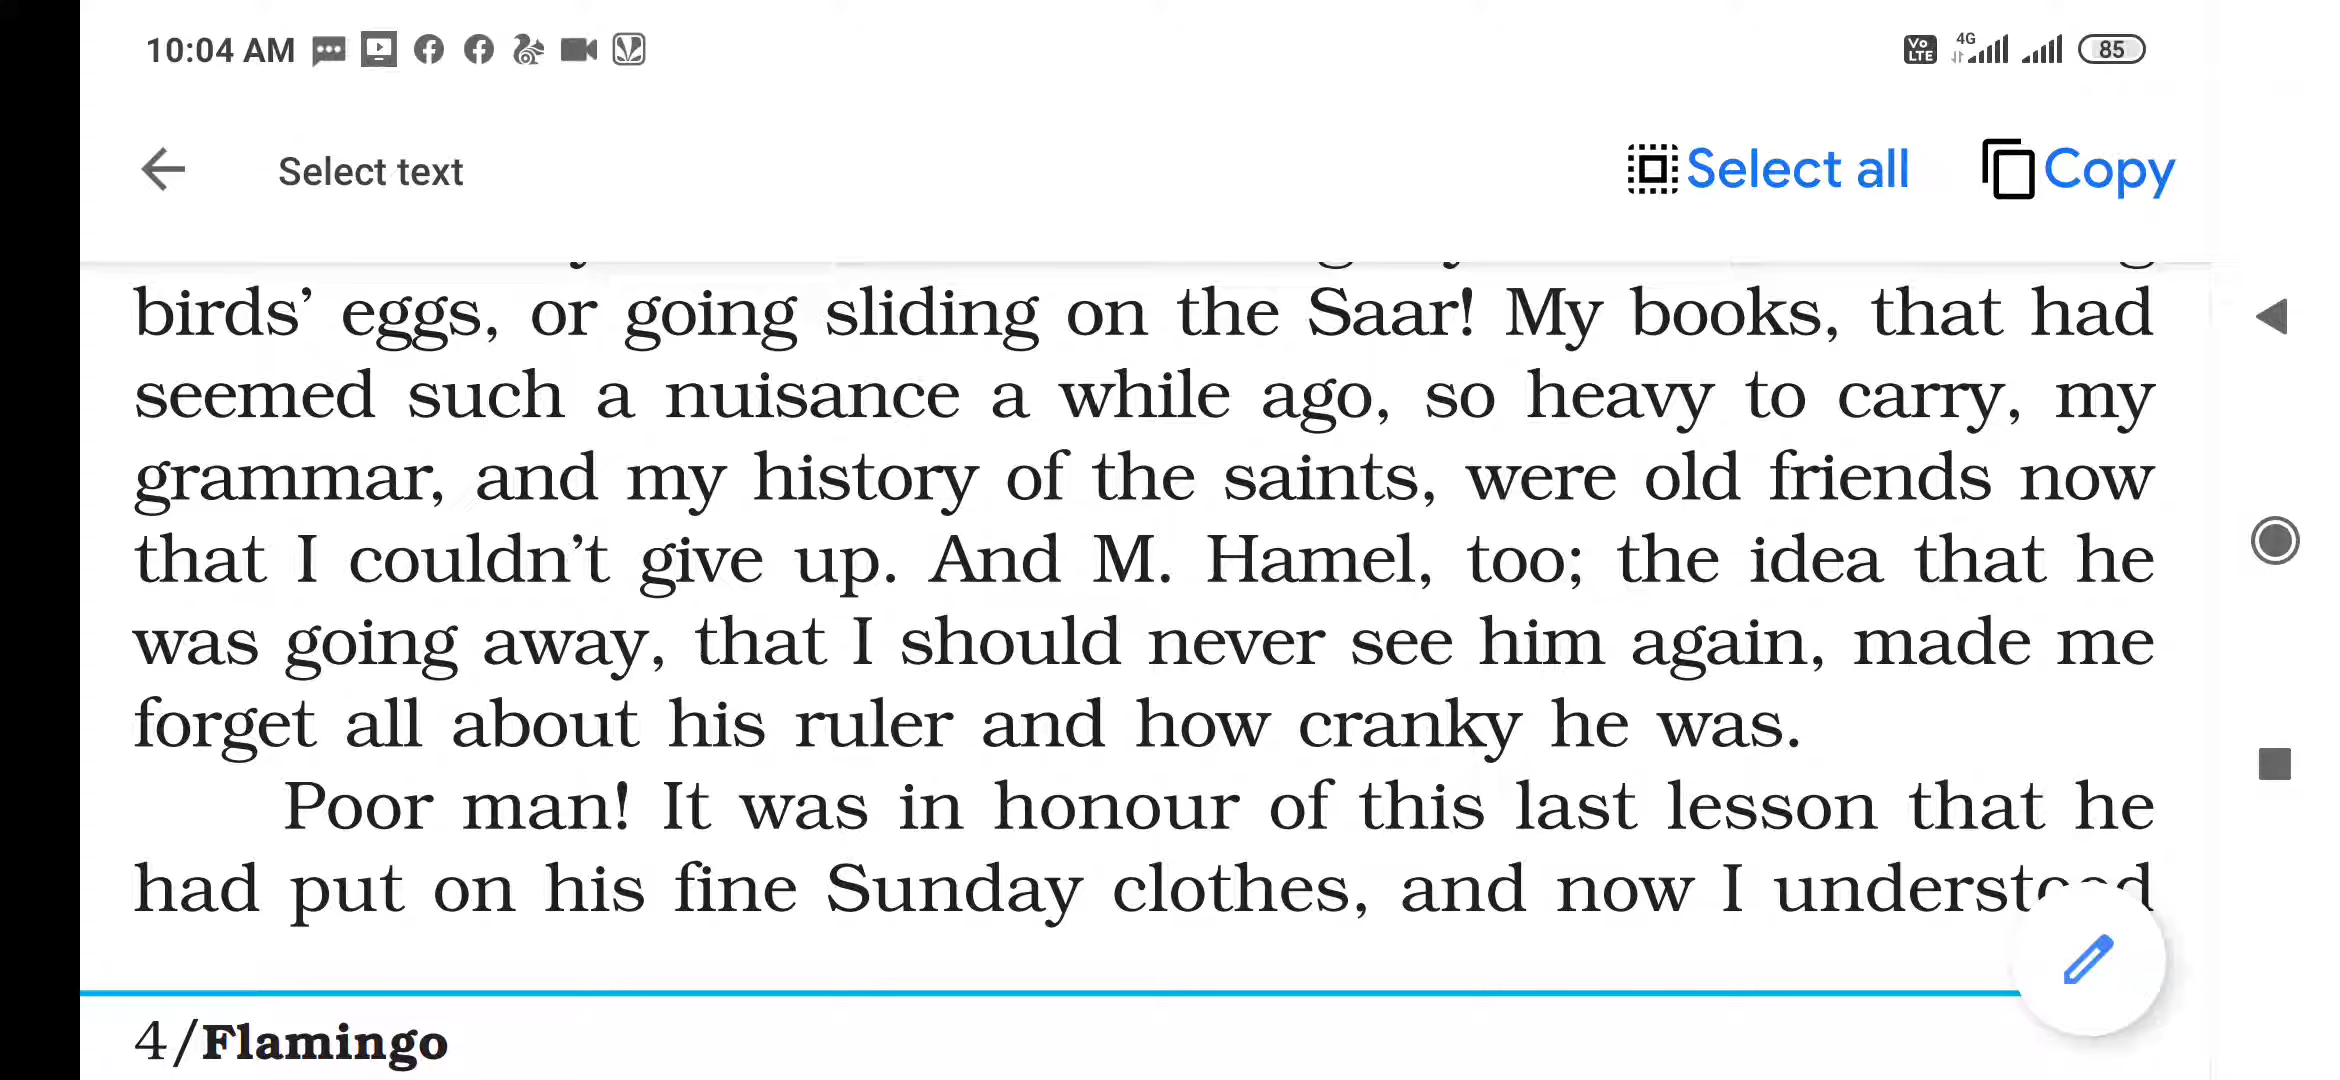 10:04 AM
Vo LTE 4G 85
Select text
Select all
Copy
birds’ eggs, or going sliding on the Saar! My books, that had
seemed such a nuisance a while ago, so heavy to carry, my
grammar, and my history of the saints, were old friends now
that I couldn’t give up. And M. Hamel, too; the idea that he
was going away, that I should never see him again, made me
forget all about his ruler and how cranky he was.
Poor man! It was in honour of this last lesson that he
had put on his fine Sunday clothes, and now I understood
4/Flamingo